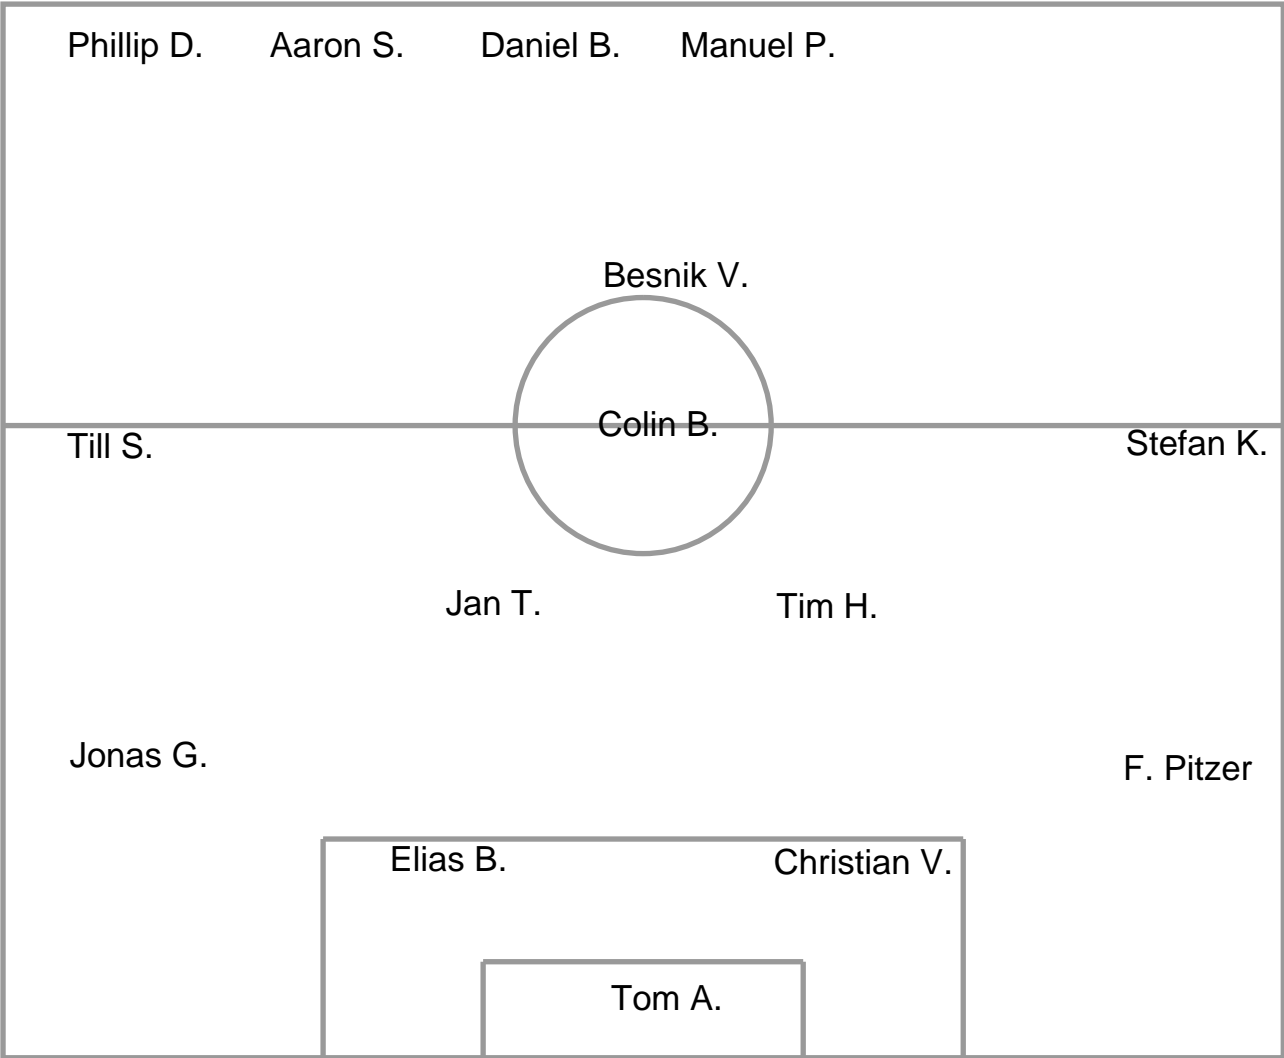 Phillip D. Aaron S. Daniel B. Manuel P.
Besnik V.
Colin B.
Till S. Stefan K.
Jan T. Tim H.
Jonas G. F. Pitzer
Elias B. Christian V.
Tom A.